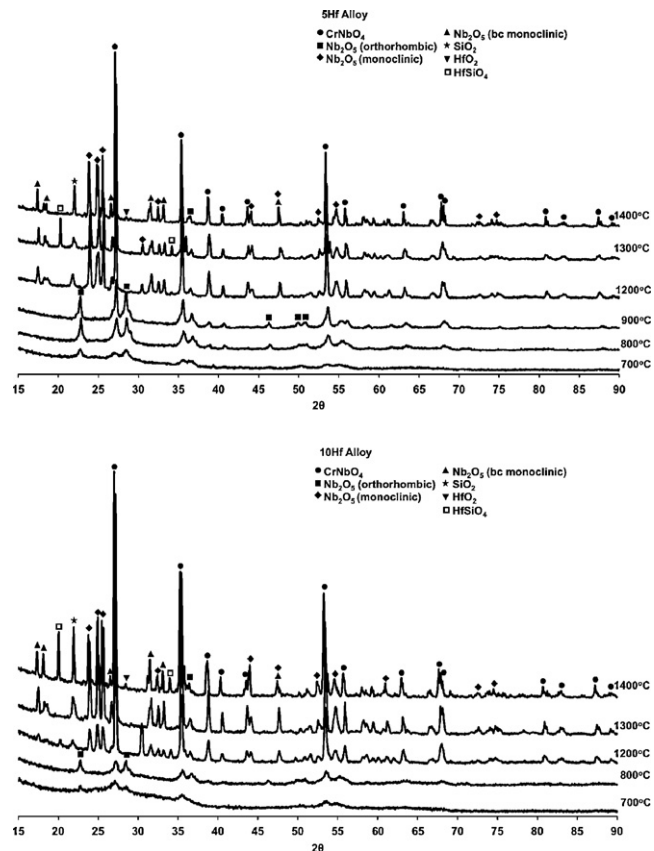 5Hf Alloy
● CrNbO₄
■ Nb₂O₅ (orthorhombic)
◆ Nb₂O₅ (monoclinic)
▲ Nb₂O₅ (bc monoclinic)
★ SiO₂
▼ HfO₂
□ HfSiO₄
1400°C
1300°C
1200°C
900°C
800°C
700°C
15 20 25 30 35 40 45 50 55 60 65 70 75 80 85 90
2θ
10Hf Alloy
● CrNbO₄
■ Nb₂O₅ (orthorhombic)
◆ Nb₂O₅ (monoclinic)
▲ Nb₂O₅ (bc monoclinic)
★ SiO₂
▼ HfO₂
□ HfSiO₄
1400°C
1300°C
1200°C
800°C
700°C
15 20 25 30 35 40 45 50 55 60 65 70 75 80 85 90
2θ